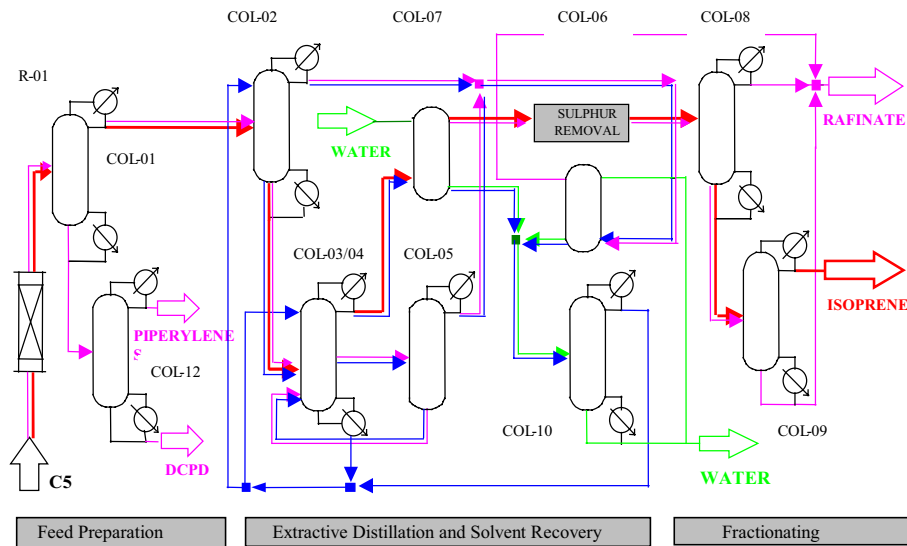 COL-02
COL-07
COL-06
COL-08
R-01
COL-01
SULPHUR
REMOVAL
RAFINATE
WATER
COL-03/04
COL-05
ISOPRENE
PIPERYLENE
S
COL-12
COL-10
COL-09
DCPD
C5
WATER
Feed Preparation
Extractive Distillation and Solvent Recovery
Fractionating